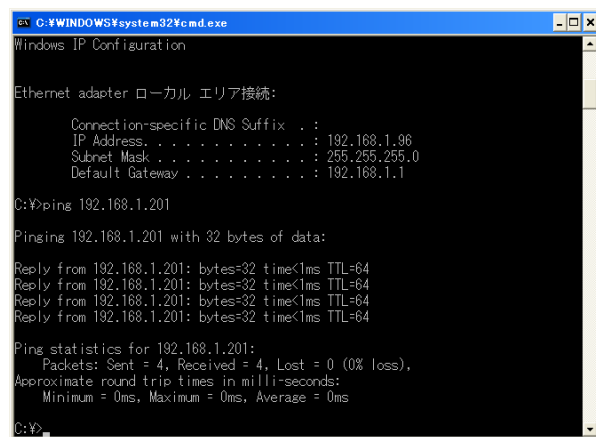 C:¥WINDOWS¥system32¥cmd.exe
Windows IP Configuration
Ethernet adapter ローカル エリア接続:
Connection-specific DNS Suffix  . :
IP Address. . . . . . . . . . . . : 192.168.1.96
Subnet Mask . . . . . . . . . . . : 255.255.255.0
Default Gateway . . . . . . . . . : 192.168.1.1
C:¥>ping 192.168.1.201
Pinging 192.168.1.201 with 32 bytes of data:
Reply from 192.168.1.201: bytes=32 time<1ms TTL=64
Reply from 192.168.1.201: bytes=32 time<1ms TTL=64
Reply from 192.168.1.201: bytes=32 time<1ms TTL=64
Reply from 192.168.1.201: bytes=32 time<1ms TTL=64
Ping statistics for 192.168.1.201:
Packets: Sent = 4, Received = 4, Lost = 0 (0% loss),
Approximate round trip times in milli-seconds:
Minimum = 0ms, Maximum = 0ms, Average = 0ms
C:¥>